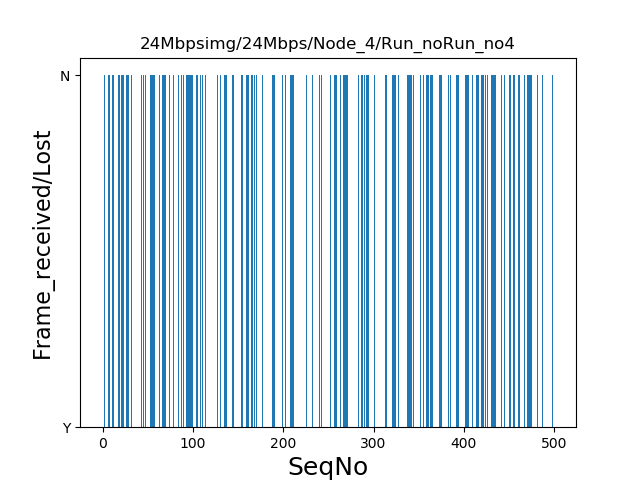 24Mbpsimg/24Mbps/Node_4/Run_noRun_no4
N
Frame_received/Lost
Y
0 100 200 300 400 500
SeqNo